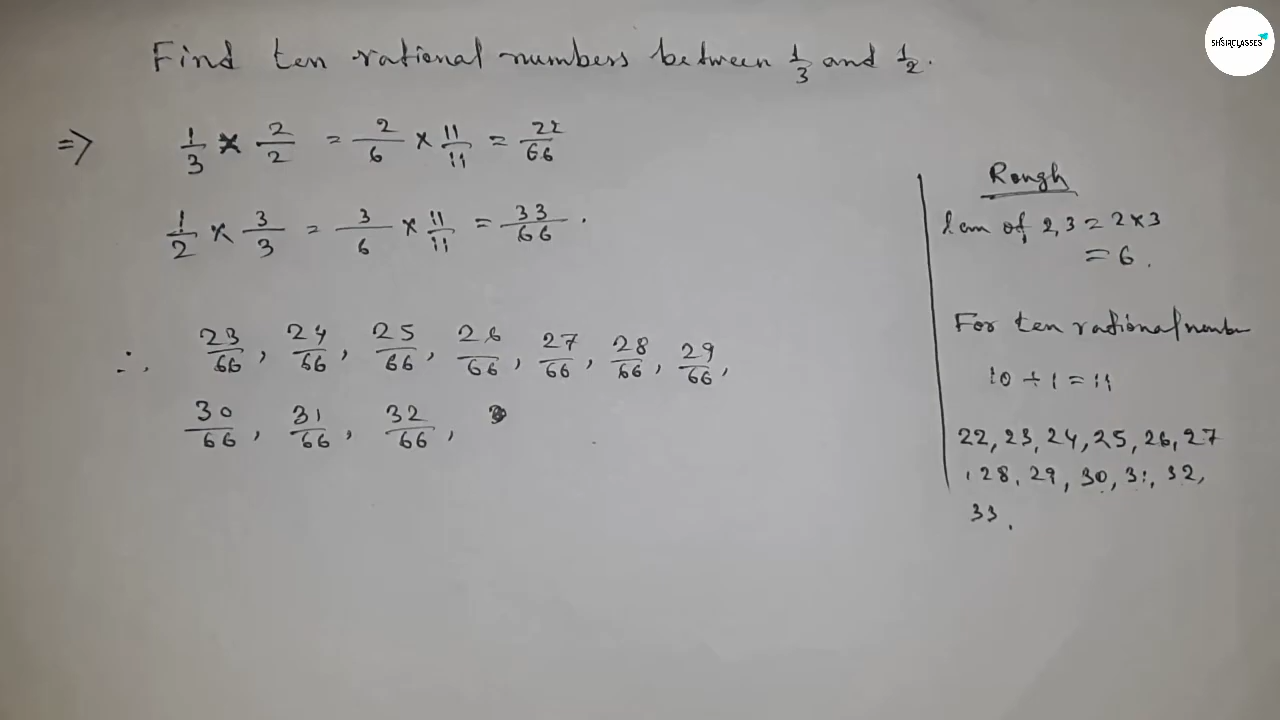 SHSIRCLASSES
Find ten rational numbers between 1/3 and 1/2.
=> 1/3 × 2/2 = 2/6 × 11/11 = 22/66
1/2 × 3/3 = 3/6 × 11/11 = 33/66.
∴ 23/66, 24/66, 25/66, 26/66, 27/66, 28/66, 29/66,
30/66, 31/66, 32/66,
Rough
lcm of 2,3 = 2×3
= 6.
For ten rational number
10 + 1 = 11
22, 23, 24, 25, 26, 27
, 28, 29, 30, 31, 32,
33.